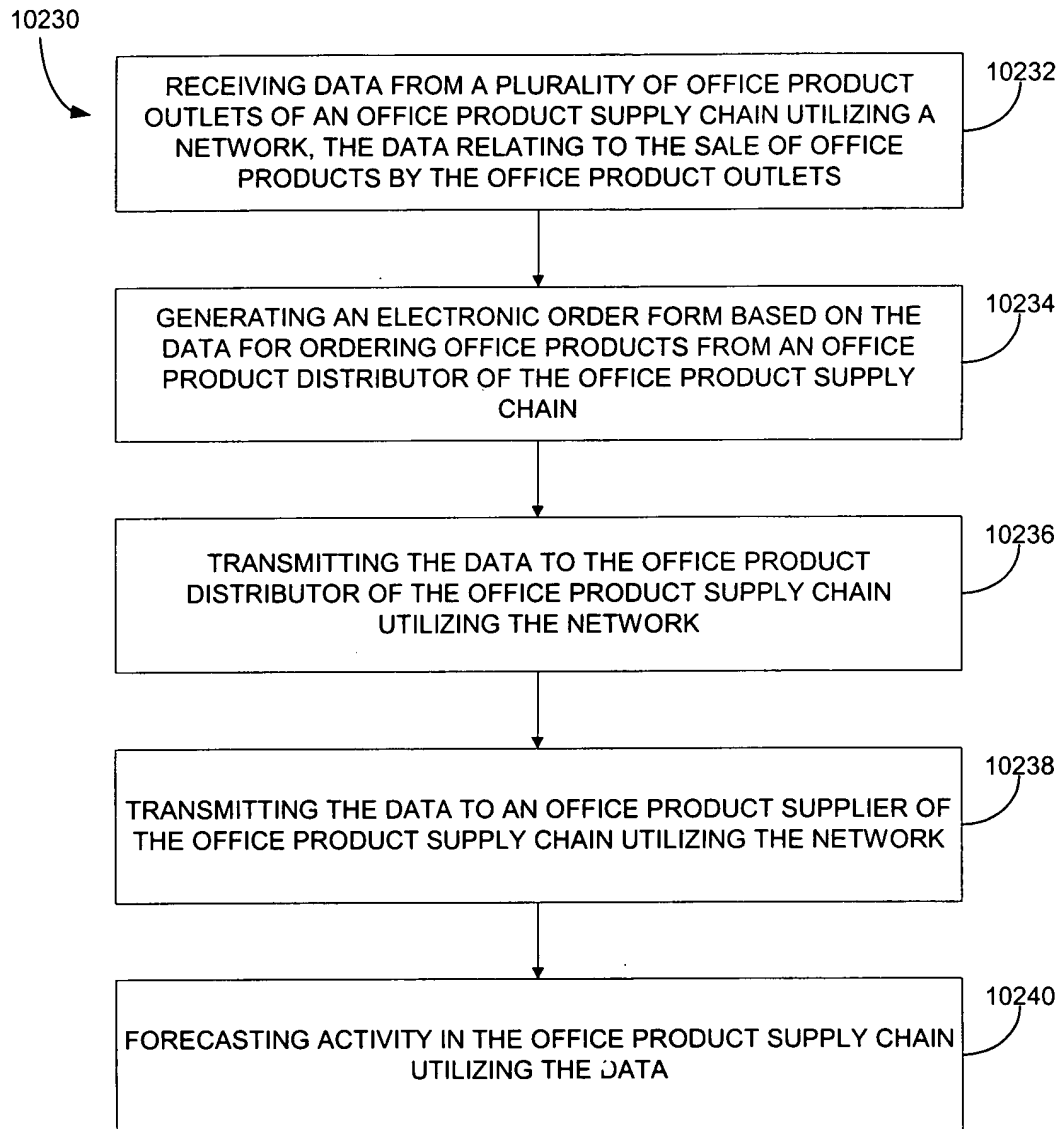 10230
RECEIVING DATA FROM A PLURALITY OF OFFICE PRODUCT
OUTLETS OF AN OFFICE PRODUCT SUPPLY CHAIN UTILIZING A
NETWORK, THE DATA RELATING TO THE SALE OF OFFICE
PRODUCTS BY THE OFFICE PRODUCT OUTLETS
10232
GENERATING AN ELECTRONIC ORDER FORM BASED ON THE
DATA FOR ORDERING OFFICE PRODUCTS FROM AN OFFICE
PRODUCT DISTRIBUTOR OF THE OFFICE PRODUCT SUPPLY
CHAIN
10234
TRANSMITTING THE DATA TO THE OFFICE PRODUCT
DISTRIBUTOR OF THE OFFICE PRODUCT SUPPLY CHAIN
UTILIZING THE NETWORK
10236
TRANSMITTING THE DATA TO AN OFFICE PRODUCT SUPPLIER OF
THE OFFICE PRODUCT SUPPLY CHAIN UTILIZING THE NETWORK
10238
FORECASTING ACTIVITY IN THE OFFICE PRODUCT SUPPLY CHAIN
UTILIZING THE DATA
10240